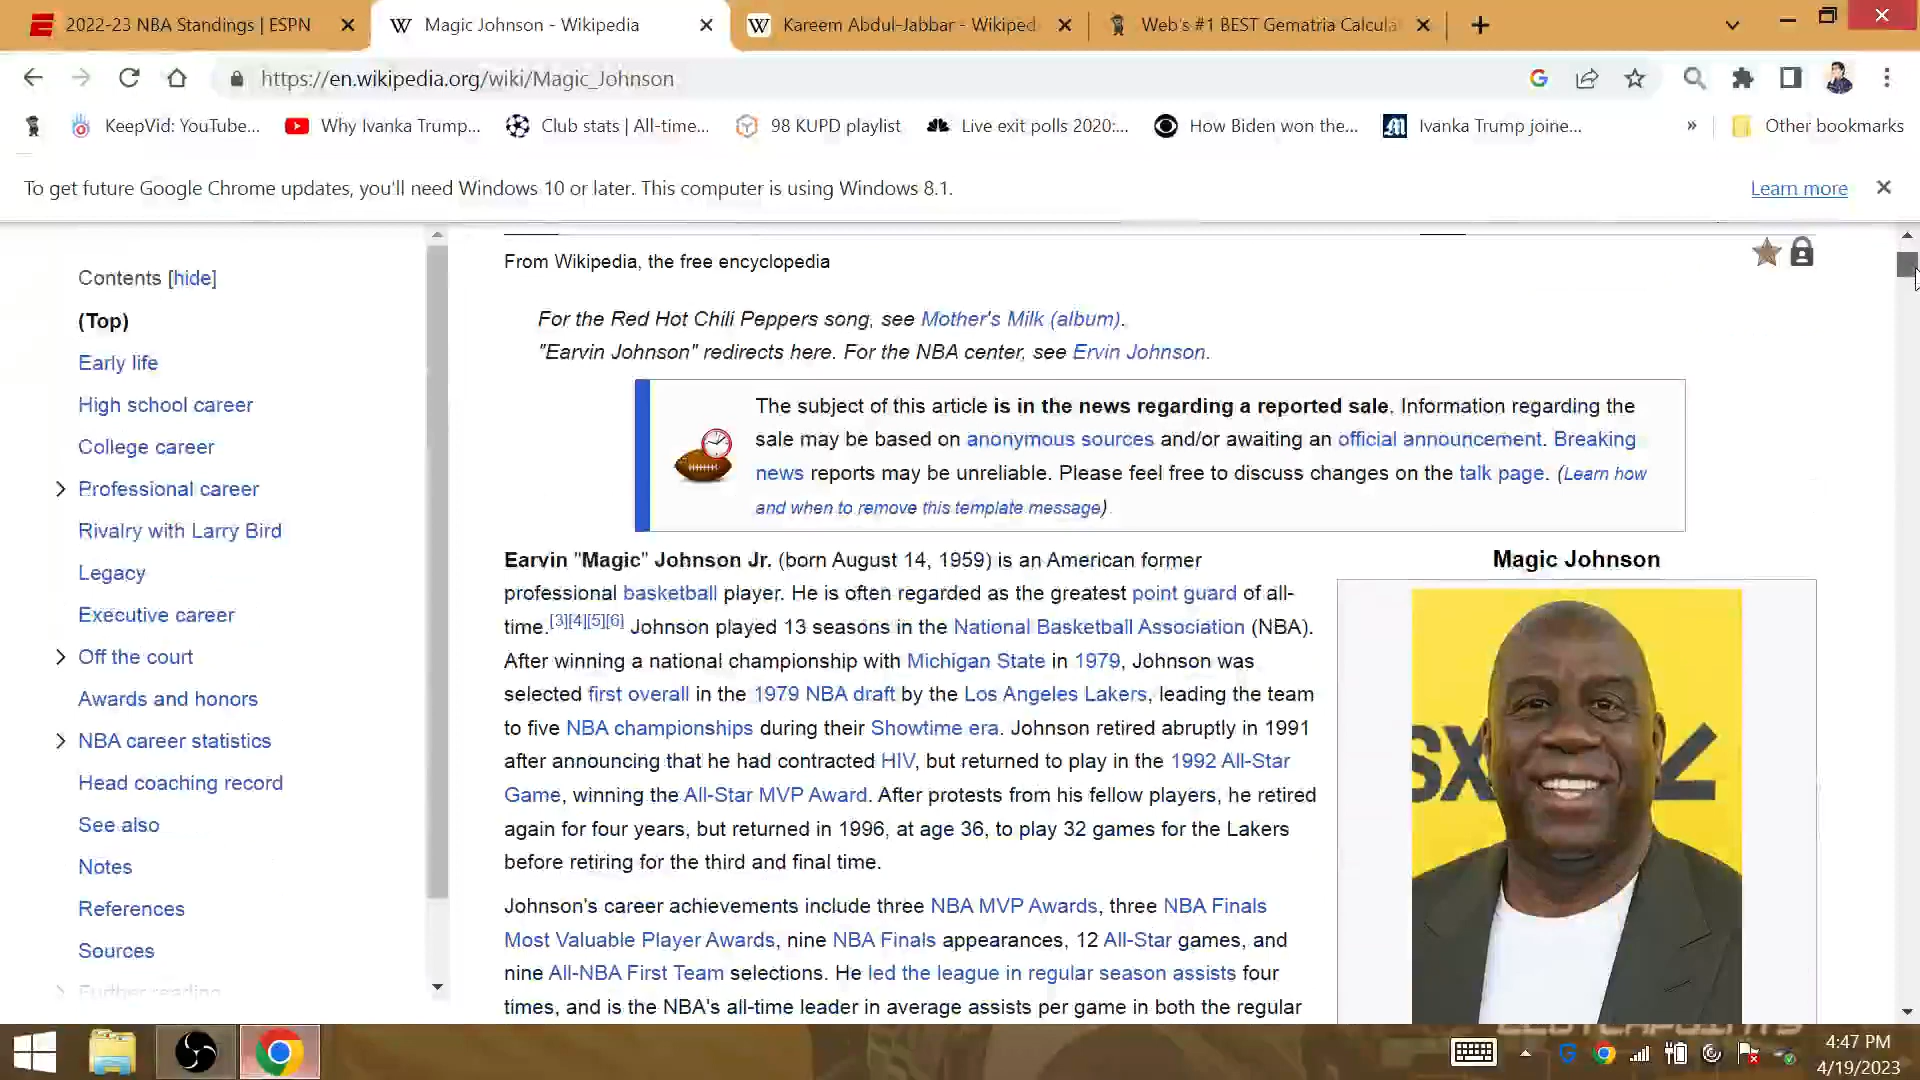 2022-23 NBA Standings | ESPN
Magic Johnson - Wikipedia
Kareem Abdul-Jabbar - Wikiped
Web's #1 BEST Gematria Calcula
https://en.wikipedia.org/wiki/Magic_Johnson
KeepVid: YouTube...
Why Ivanka Trump...
Club stats | All-time...
98 KUPD playlist
Live exit polls 2020:...
How Biden won the...
Ivanka Trump joine...
»
Other bookmarks
To get future Google Chrome updates, you'll need Windows 10 or later. This computer is using Windows 8.1.
Learn more
Contents [hide]
(Top)
Early life
High school career
College career
Professional career
Rivalry with Larry Bird
Legacy
Executive career
Off the court
Awards and honors
NBA career statistics
Head coaching record
See also
Notes
References
Sources
Further reading
From Wikipedia, the free encyclopedia
For the Red Hot Chili Peppers song, see Mother's Milk (album).
"Earvin Johnson" redirects here. For the NBA center, see Ervin Johnson.
The subject of this article is in the news regarding a reported sale. Information regarding the
sale may be based on anonymous sources and/or awaiting an official announcement. Breaking
news reports may be unreliable. Please feel free to discuss changes on the talk page. (Learn how
and when to remove this template message)
Earvin "Magic" Johnson Jr. (born August 14, 1959) is an American former
professional basketball player. He is often regarded as the greatest point guard of all-
time.[3][4][5][6] Johnson played 13 seasons in the National Basketball Association (NBA).
After winning a national championship with Michigan State in 1979, Johnson was
selected first overall in the 1979 NBA draft by the Los Angeles Lakers, leading the team
to five NBA championships during their Showtime era. Johnson retired abruptly in 1991
after announcing that he had contracted HIV, but returned to play in the 1992 All-Star
Game, winning the All-Star MVP Award. After protests from his fellow players, he retired
again for four years, but returned in 1996, at age 36, to play 32 games for the Lakers
before retiring for the third and final time.
Johnson's career achievements include three NBA MVP Awards, three NBA Finals
Most Valuable Player Awards, nine NBA Finals appearances, 12 All-Star games, and
nine All-NBA First Team selections. He led the league in regular season assists four
times, and is the NBA's all-time leader in average assists per game in both the regular
Magic Johnson
SX
4:47 PM
4/19/2023